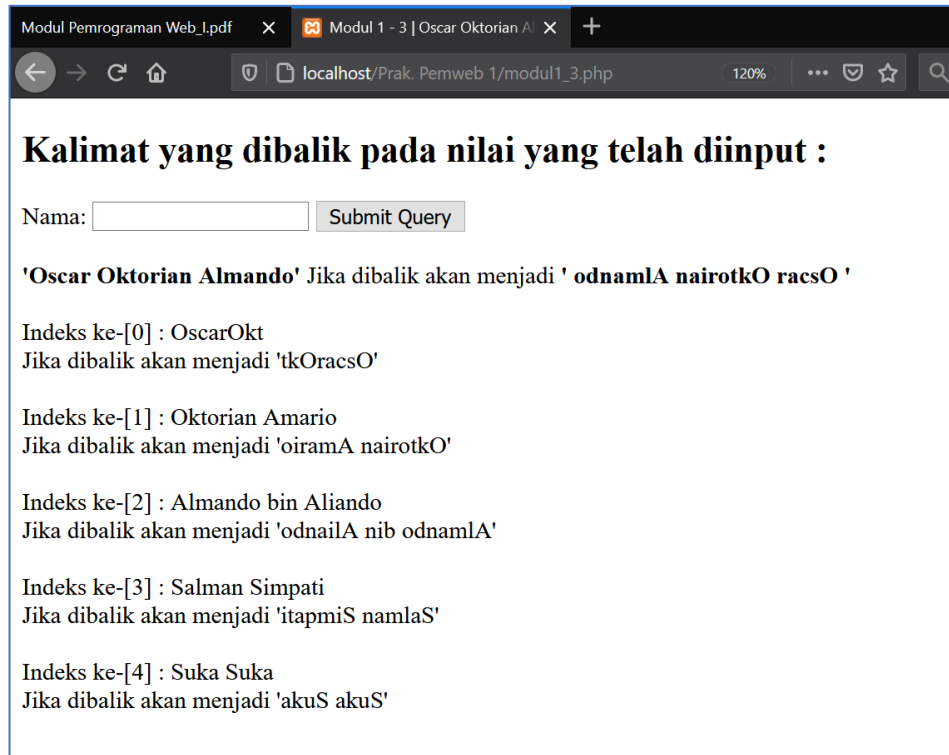 Modul Pemrograman Web_I.pdf
Modul 1 - 3 | Oscar Oktorian Al
localhost/Prak. Pemweb 1/modul1_3.php
120%
Kalimat yang dibalik pada nilai yang telah diinput :
Nama: Submit Query
'Oscar Oktorian Almando' Jika dibalik akan menjadi ' odnamlA nairotkO racsO '
Indeks ke-[0] : OscarOkt
Jika dibalik akan menjadi 'tkOracsO'
Indeks ke-[1] : Oktorian Amario
Jika dibalik akan menjadi 'oiramA nairotkO'
Indeks ke-[2] : Almando bin Aliando
Jika dibalik akan menjadi 'odnailA nib odnamlA'
Indeks ke-[3] : Salman Simpati
Jika dibalik akan menjadi 'itapmiS namlaS'
Indeks ke-[4] : Suka Suka
Jika dibalik akan menjadi 'akuS akuS'